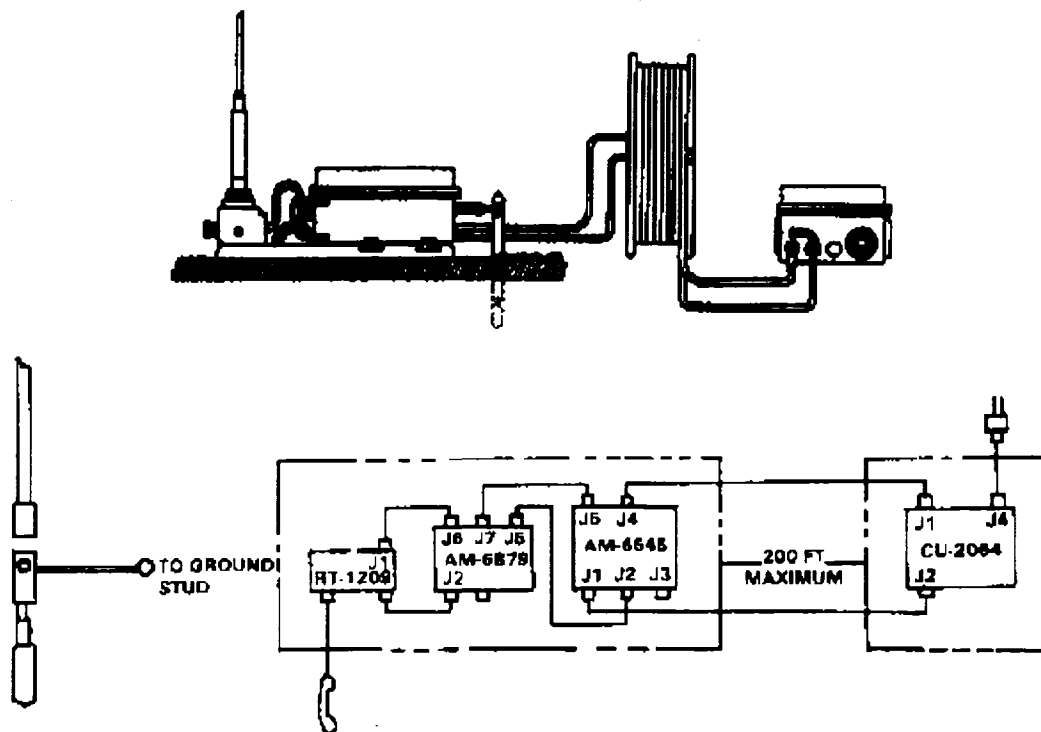 J6 J7 J5
AM-6879
J2
J1
RT-1209
J5 J4
AM-6545
J1 J2 J3
J1 J4
CU-2064
J2
TO GROUND
STUD
200 FT
MAXIMUM